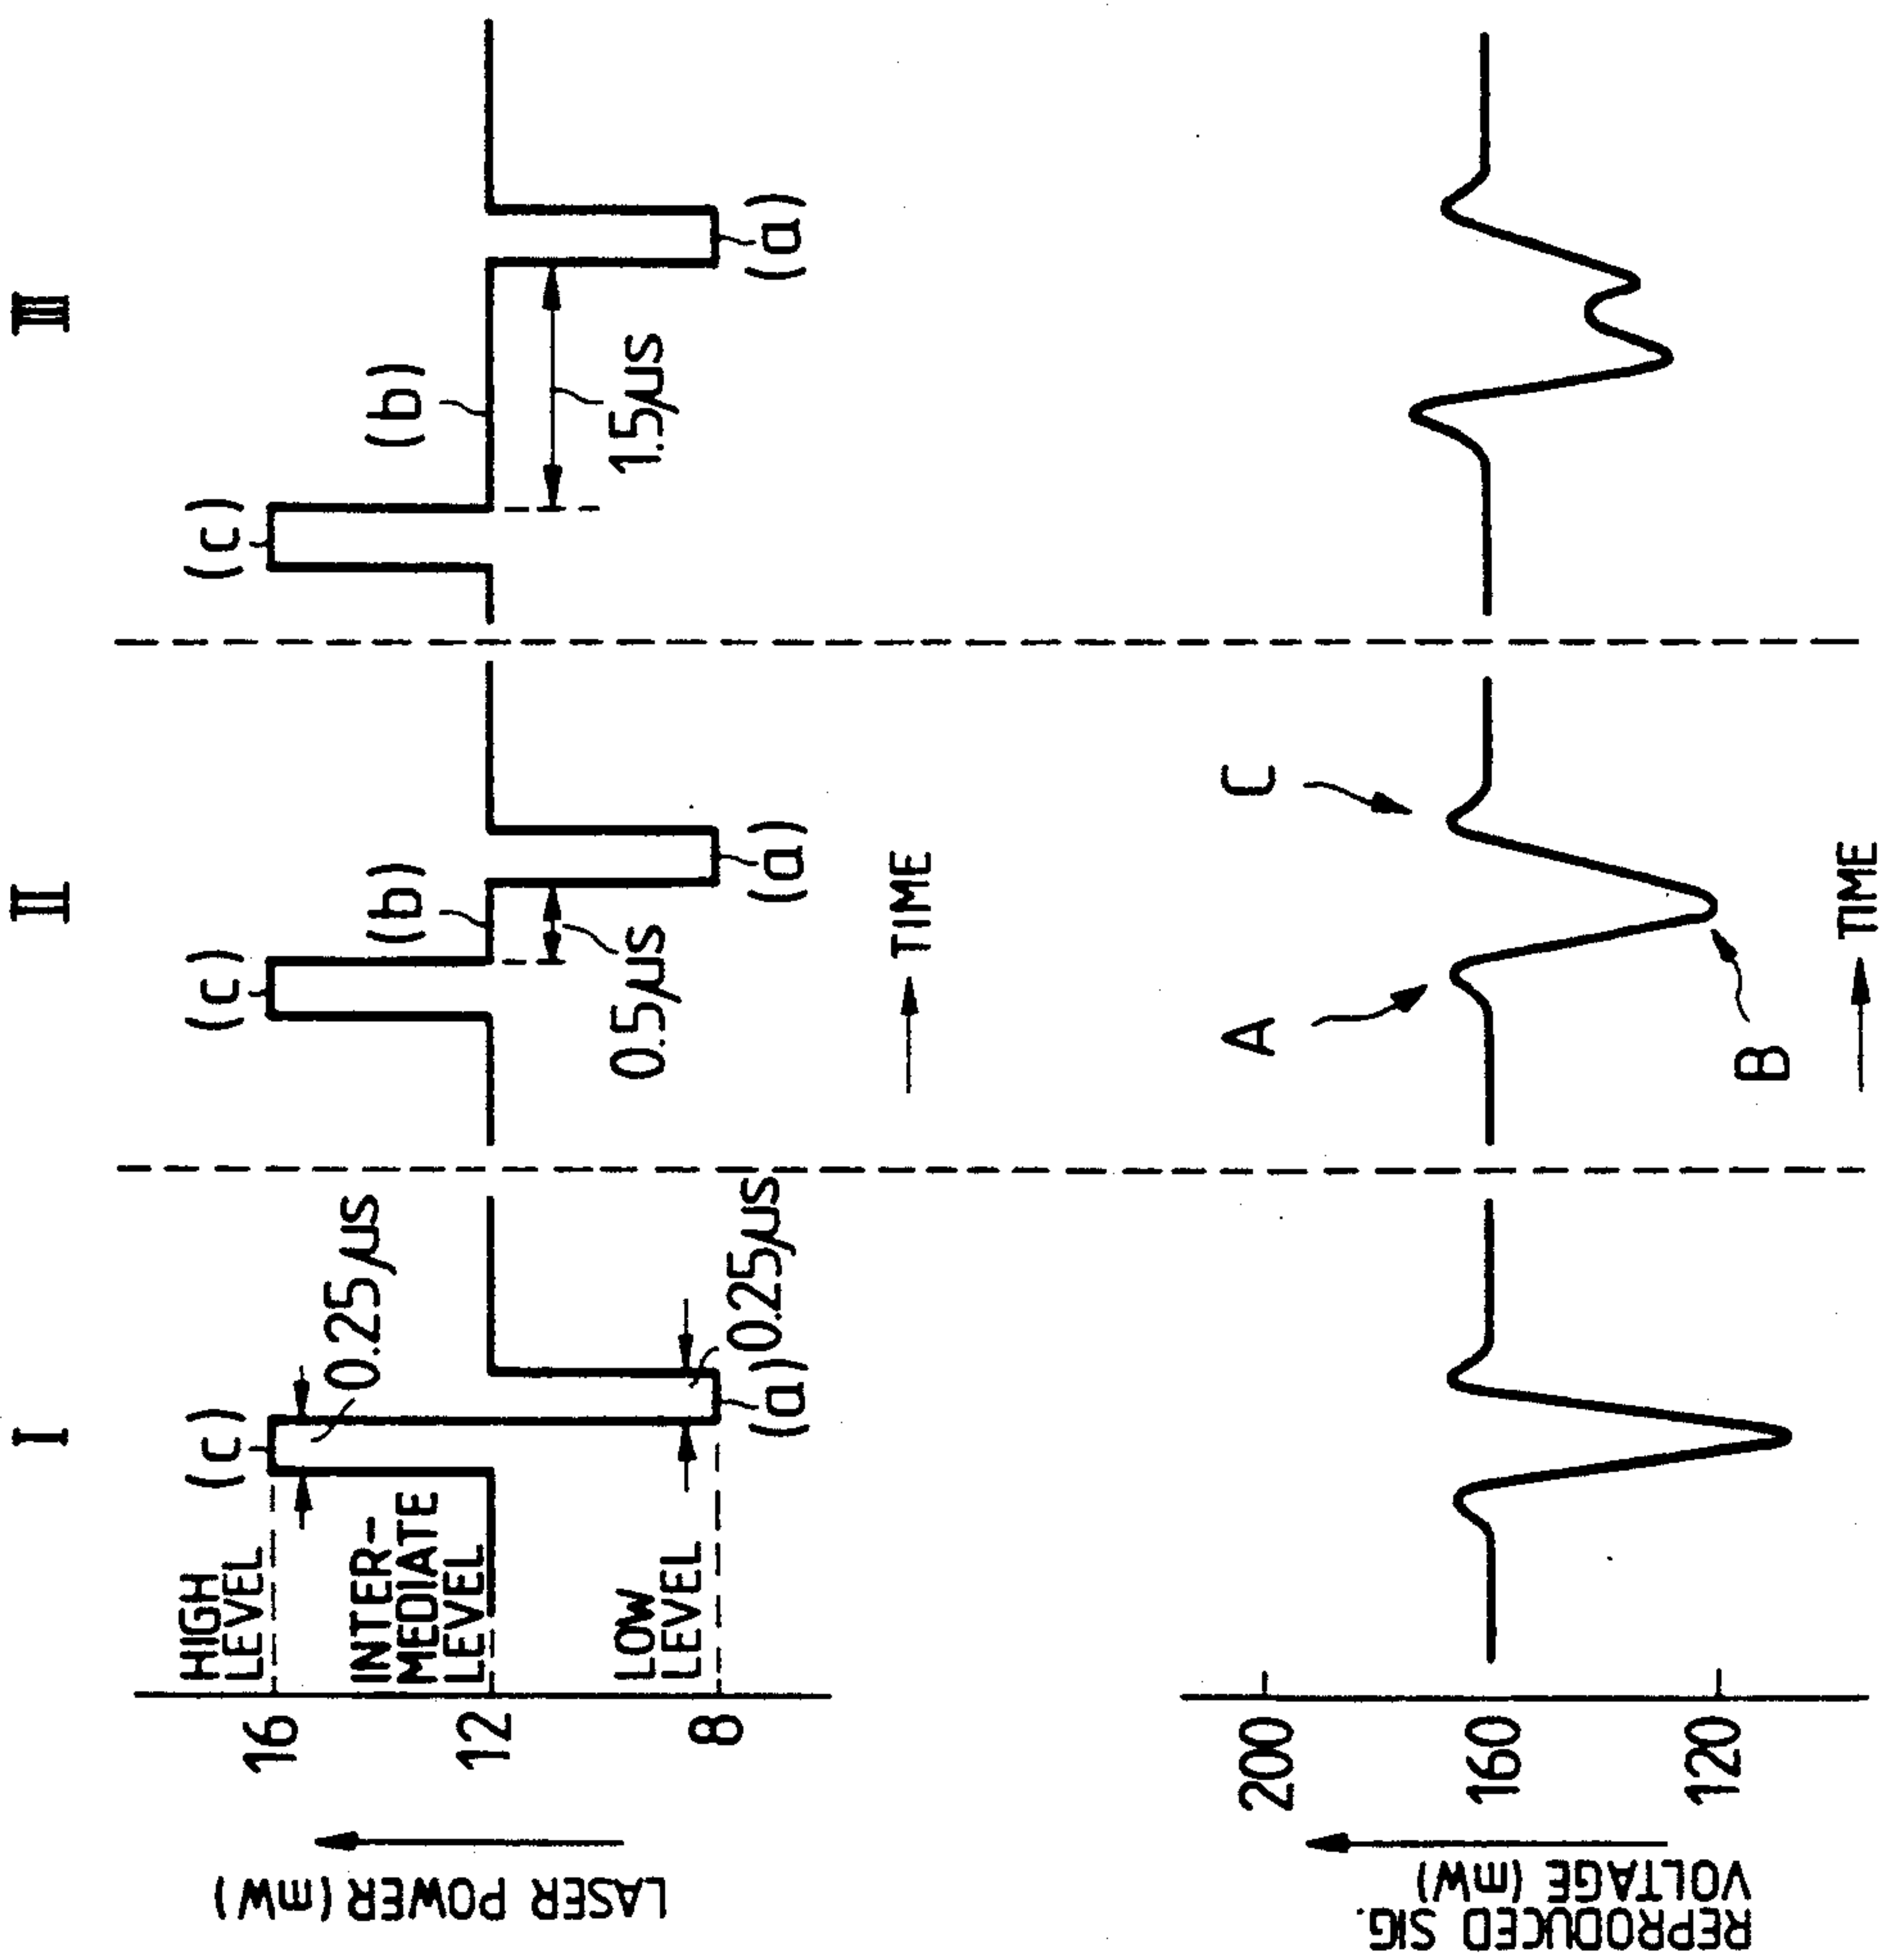 I
II
III
LASER POWER (mW)
16
12
8
HIGH
LEVEL
INTER-
MEDIATE
LEVEL
LOW
LEVEL
(c)
0.25μs
(a)
0.25μs
(c)
(b)
0.5μs
(a)
(c)
(b)
1.5μs
(a)
TIME
REPRODUCED SIG.
VOLTAGE (mW)
200
160
120
A
B
C
TIME